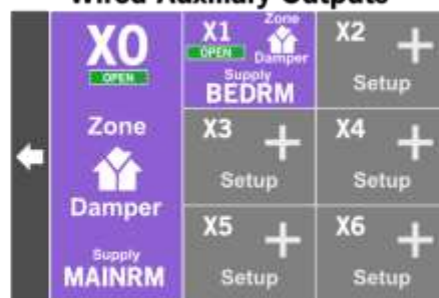 Wired Auxiliary Outputs
X0
OPEN
Zone
Damper
Supply
MAINRM
X1
OPEN
Zone
Damper
Supply
BEDRM
X2
Setup
X3
Setup
X4
Setup
X5
Setup
X6
Setup